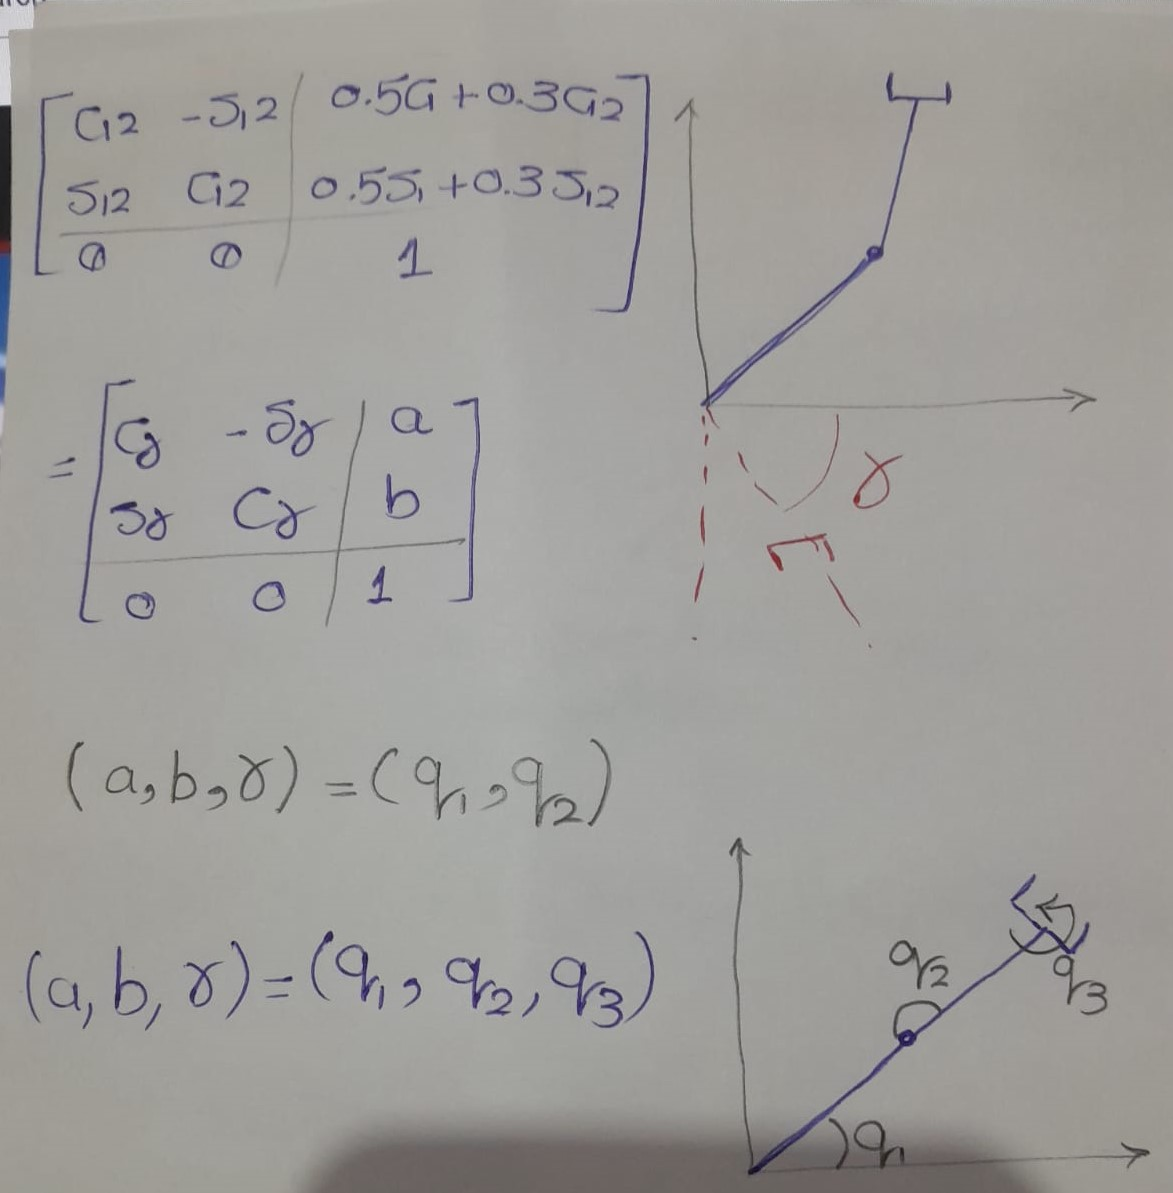 C12 -S12 0.5C1+0.3C12
S12 C12 0.5S1+0.3S12
0 0 1
= Cγ -Sγ a
Sγ Cγ b
0 0 1
γ
(a,b,γ)=(q1,q2)
(a,b,γ)=(q1,q2,q3)
q2
q3
q1